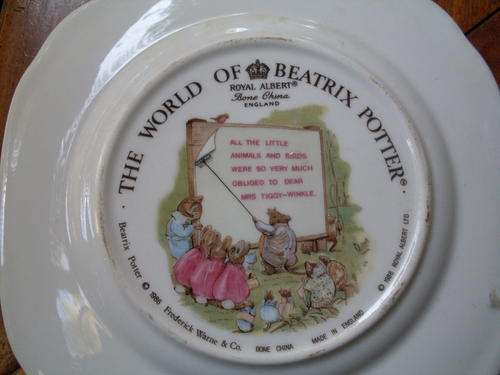 THE WORLD OF BEATRIX POTTER®
ROYAL ALBERT®
Bone China
ENGLAND
ALL THE LITTLE
ANIMALS AND BIRDS
WERE SO VERY MUCH
OBLIGED TO DEAR
MRS TIGGY-WINKLE.
Beatrix Potter © 1986 Frederick Warne & Co. BONE CHINA MADE IN ENGLAND © 1986 ROYAL ALBERT LTD.